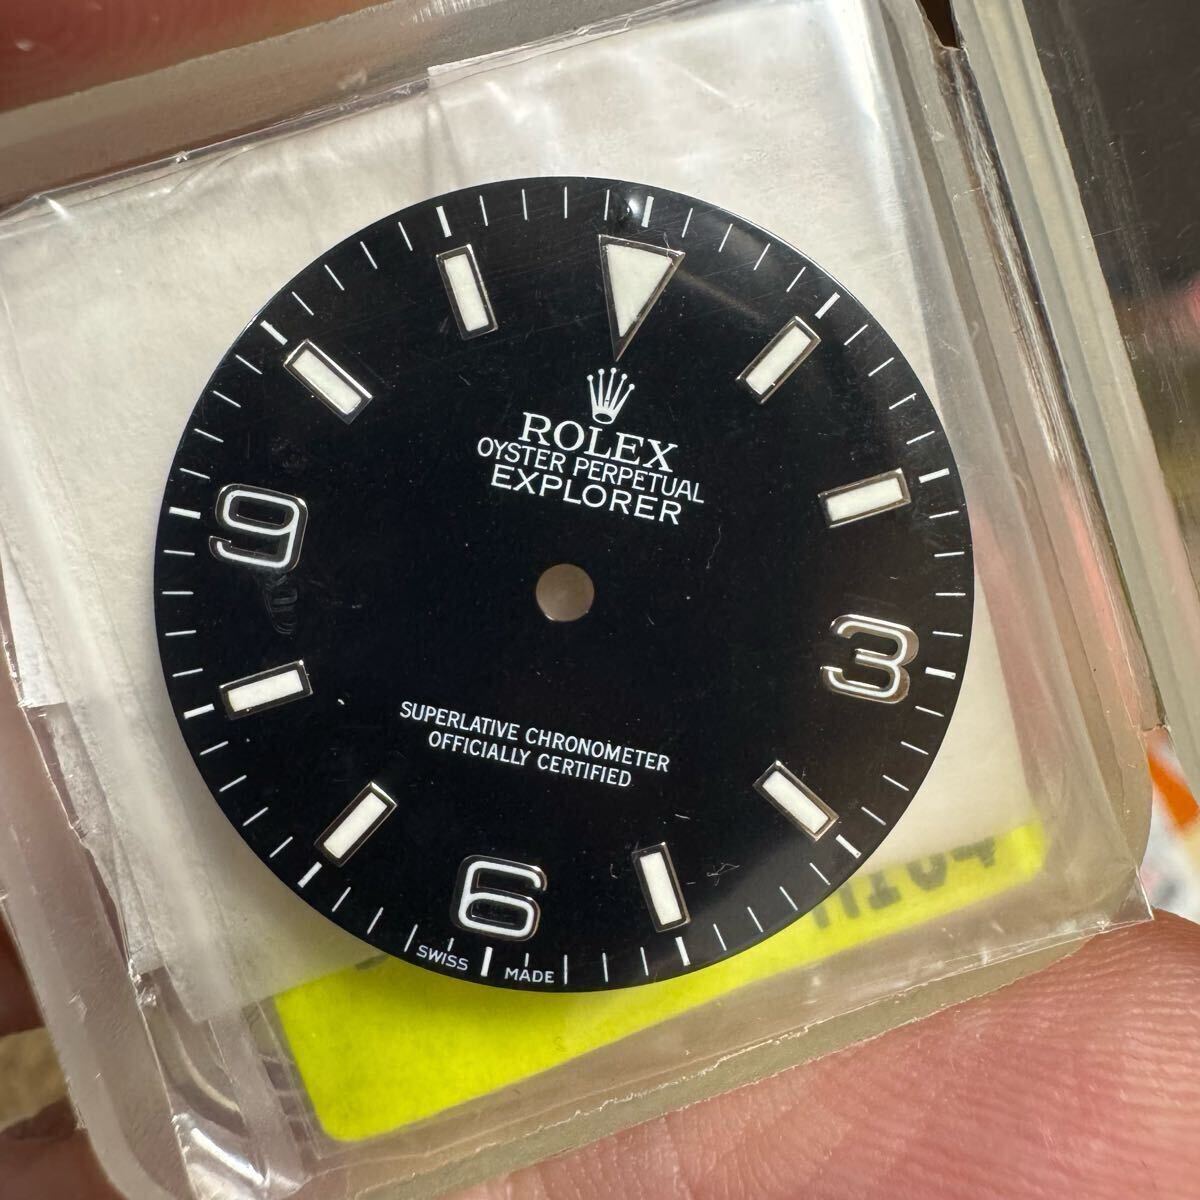 ROLEX
OYSTER PERPETUAL
EXPLORER
9
3
SUPERLATIVE CHRONOMETER
OFFICIALLY CERTIFIED
6
SWISS MADE